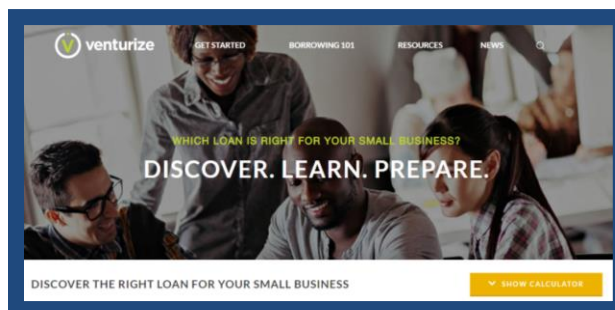 venturize
GET STARTED
BORROWING 101
RESOURCES
NEWS
WHICH LOAN IS RIGHT FOR YOUR SMALL BUSINESS?
DISCOVER. LEARN. PREPARE.
DISCOVER THE RIGHT LOAN FOR YOUR SMALL BUSINESS
SHOW CALCULATOR